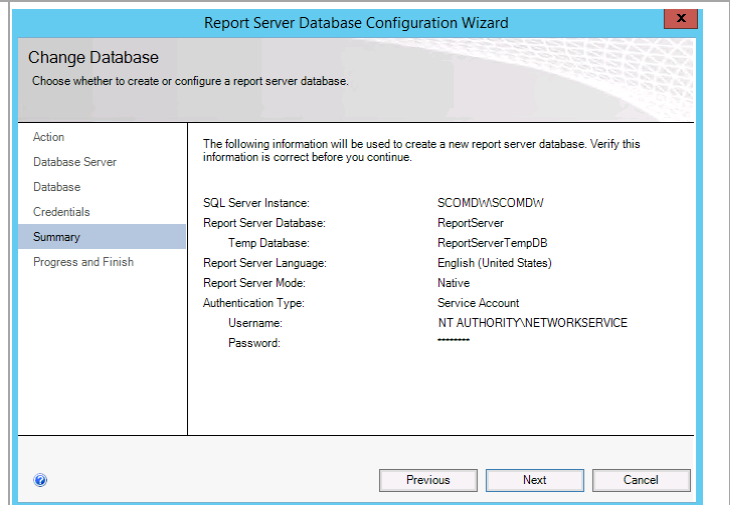 Report Server Database Configuration Wizard
x
Change Database
Choose whether to create or configure a report server database.
Action
Database Server
Database
Credentials
Summary
Progress and Finish
The following information will be used to create a new report server database. Verify this
information is correct before you continue.
SQL Server Instance: SCOMDW\SCOMDW
Report Server Database: ReportServer
Temp Database: ReportServerTempDB
Report Server Language: English (United States)
Report Server Mode: Native
Authentication Type: Service Account
Username: NT AUTHORITY\NETWORKSERVICE
Password: ********
?
Previous
Next
Cancel